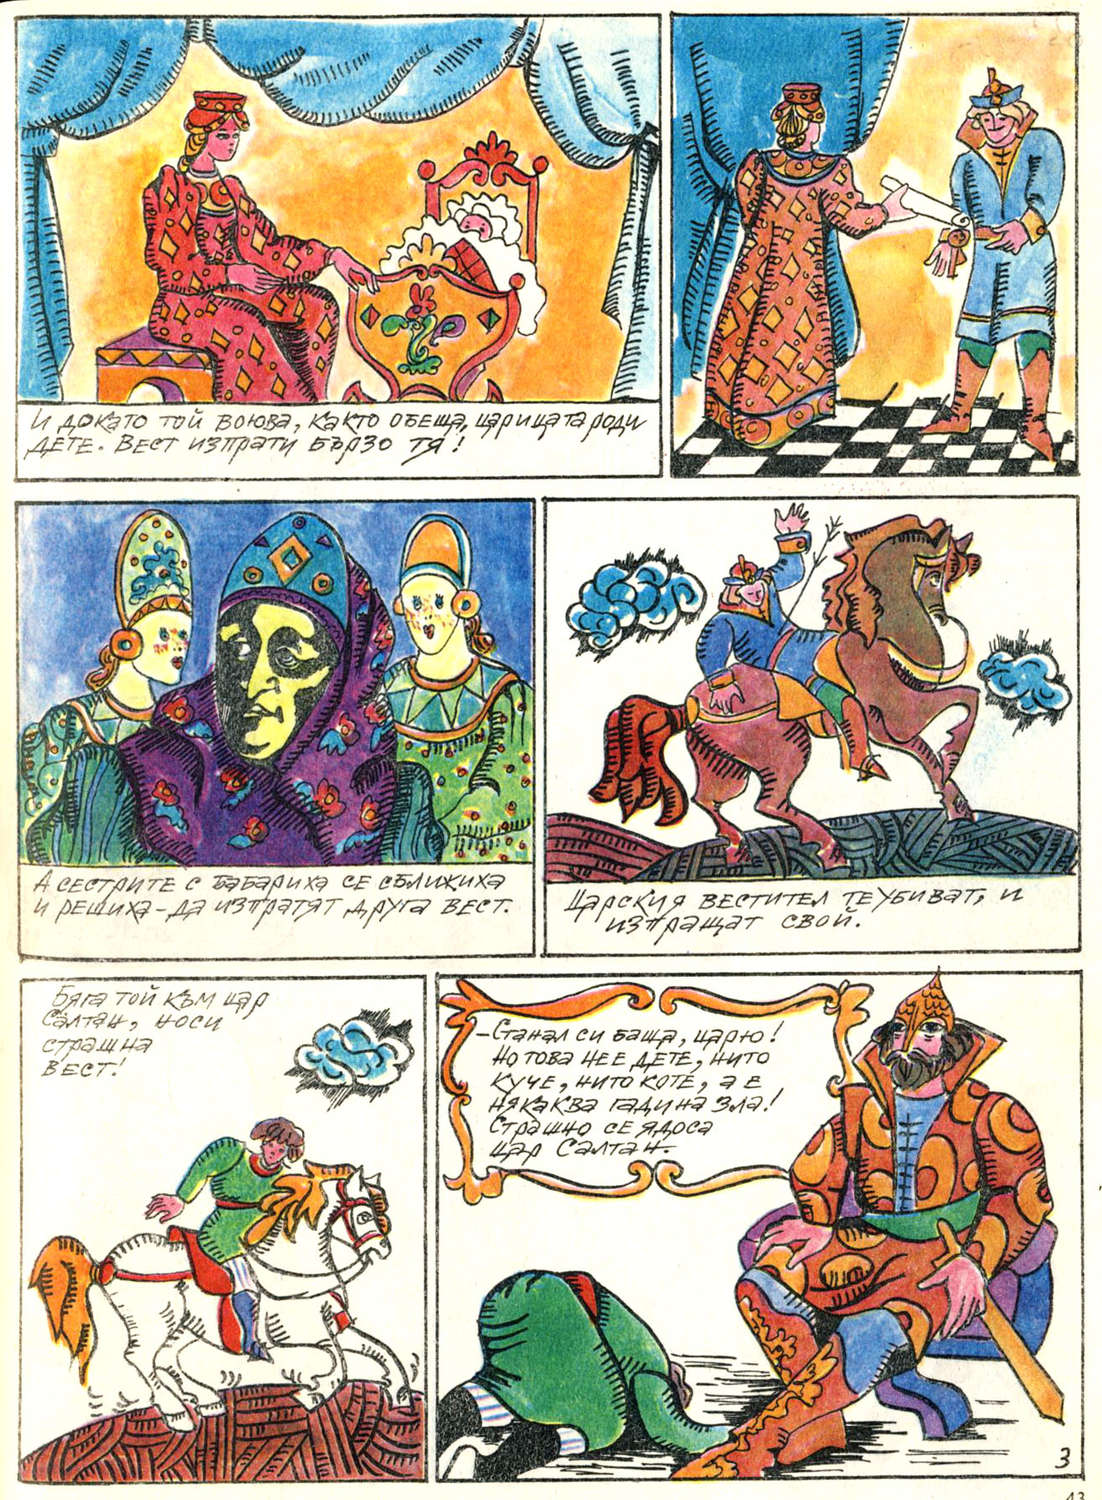 И докато той воюва, както обеща, царицата роди
дете. Вест изпрати бързо тя!
А сестрите с Бабариха се сближиха
и решиха - да изпратят друга вест.
Царския вестител те убиват, и
изпращат свой.
Бяга той към цар
Салтан, носи
страшна
вест!
- Станал си баща, царю!
Но това не е дете, нито
куче, нито коте, а е
някаква гадина зла!
Страшно се ядоса
цар Салтан.
3
43